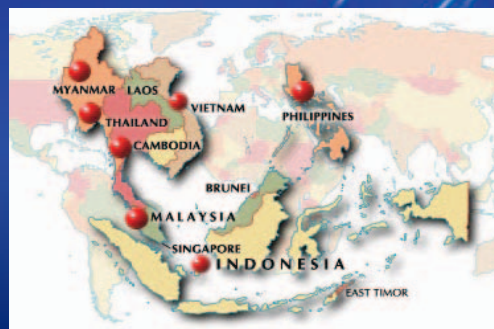 MYANMAR
LAOS
VIETNAM
THAILAND
CAMBODIA
PHILIPPINES
BRUNEI
MALAYSIA
SINGAPORE
INDONESIA
EAST TIMOR